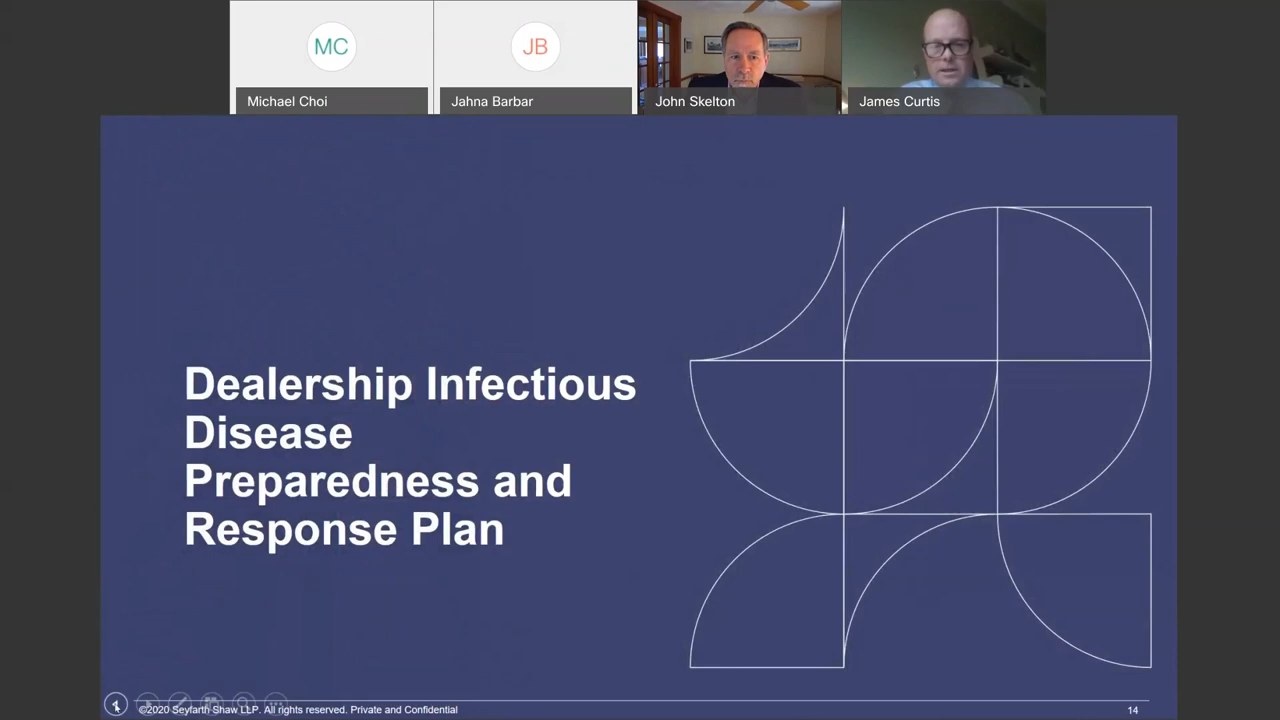 MC
JB
Michael Choi
Jahna Barbar
John Skelton
James Curtis
Dealership Infectious
Disease
Preparedness and
Response Plan
©2020 Seyfarth Shaw LLP. All rights reserved. Private and Confidential
14